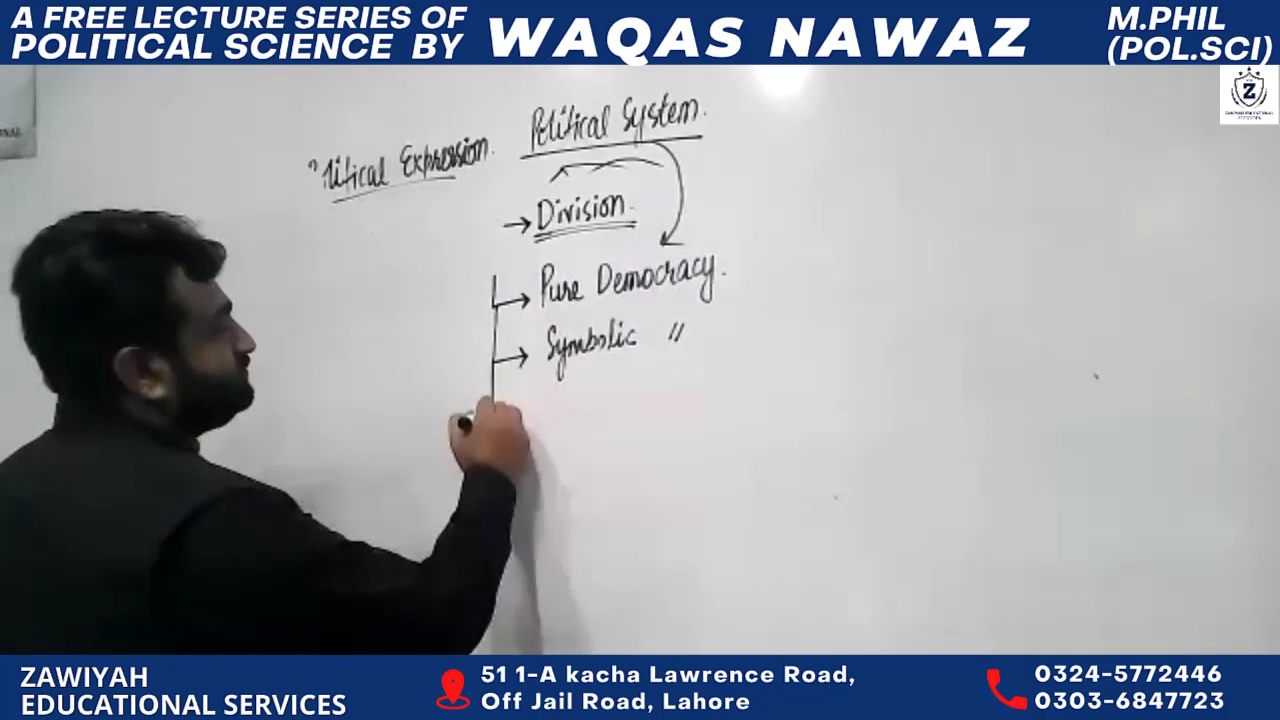 A FREE LECTURE SERIES OF
POLITICAL SCIENCE BY
WAQAS NAWAZ
M.PHIL
(POL.SCI)
Z
Political System.
Expression.
→ Division.
→ Pure Democracy.
→ Symbolic "
ZAWIYAH
EDUCATIONAL SERVICES
51 1-A kacha Lawrence Road,
Off Jail Road, Lahore
0324-5772446
0303-6847723